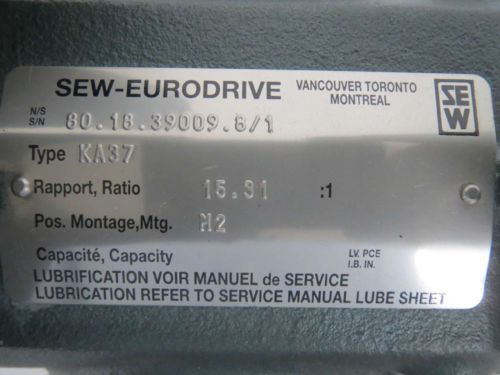 SEW-EURODRIVE VANCOUVER TORONTO
MONTREAL
SEW
N/S
S/N 80.18.39009.8/1
Type KA37
Rapport, Ratio 15.31 :1
Pos. Montage,Mtg. M2
Capacité, Capacity LV. PCE
I.B. IN.
LUBRIFICATION VOIR MANUEL de SERVICE
LUBRICATION REFER TO SERVICE MANUAL LUBE SHEET